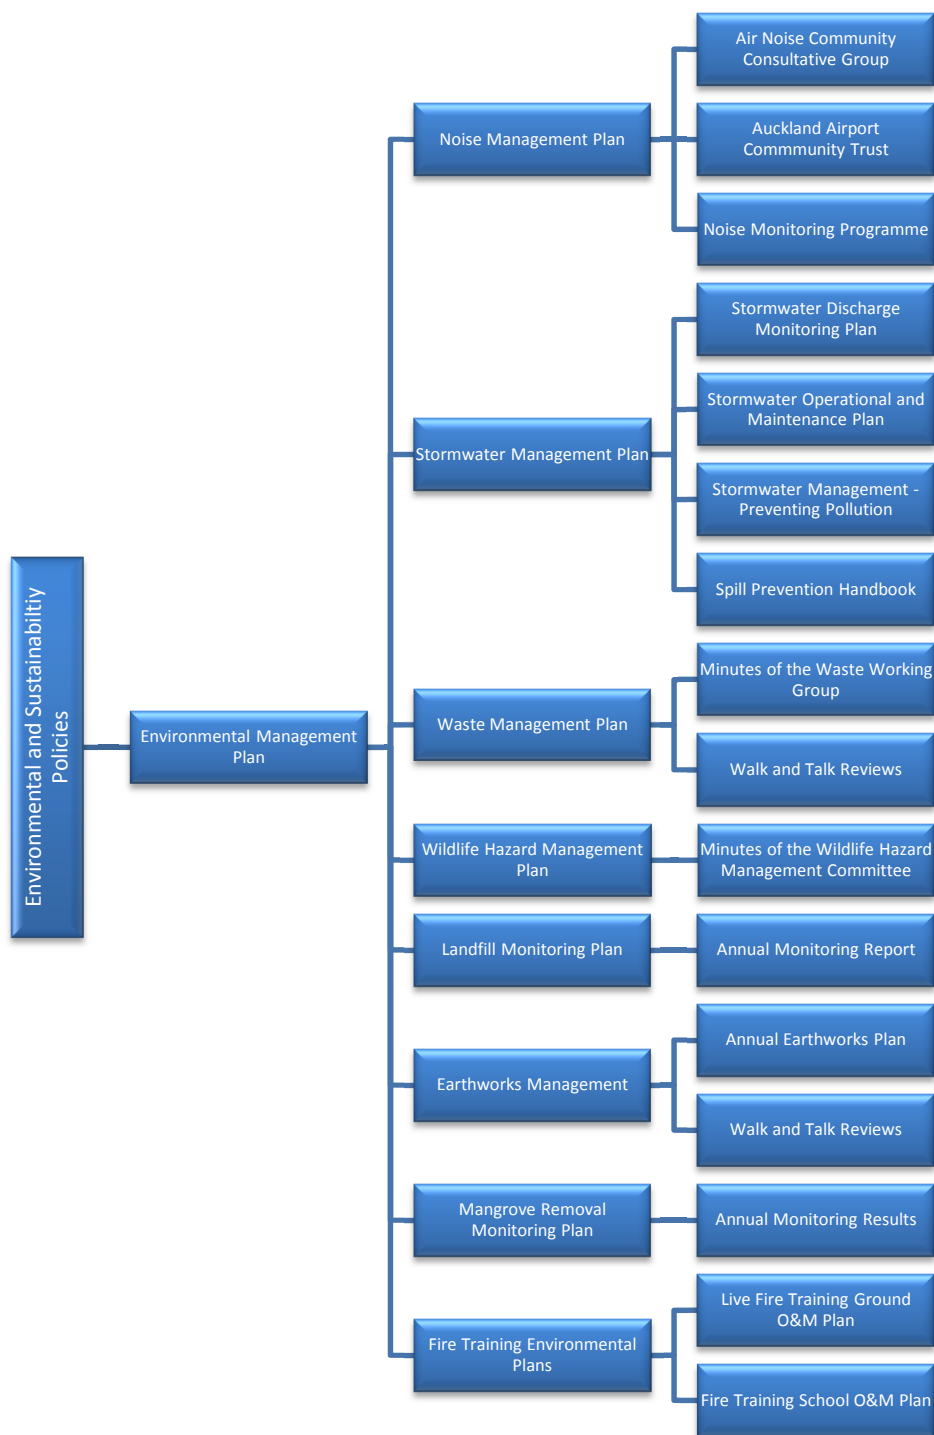 Environmental and Sustainabiltiy
Policies
Environmental Management
Plan
Noise Management Plan
Air Noise Community
Consultative Group
Auckland Airport
Commmunity Trust
Noise Monitoring Programme
Stormwater Management Plan
Stormwater Discharge
Monitoring Plan
Stormwater Operational and
Maintenance Plan
Stormwater Management -
Preventing Pollution
Spill Prevention Handbook
Waste Management Plan
Minutes of the Waste Working
Group
Walk and Talk Reviews
Wildlife Hazard Management
Plan
Minutes of the Wildlife Hazard
Management Committee
Landfill Monitoring Plan
Annual Monitoring Report
Earthworks Management
Annual Earthworks Plan
Walk and Talk Reviews
Mangrove Removal
Monitoring Plan
Annual Monitoring Results
Fire Training Environmental
Plans
Live Fire Training Ground
O&M Plan
Fire Training School O&M Plan